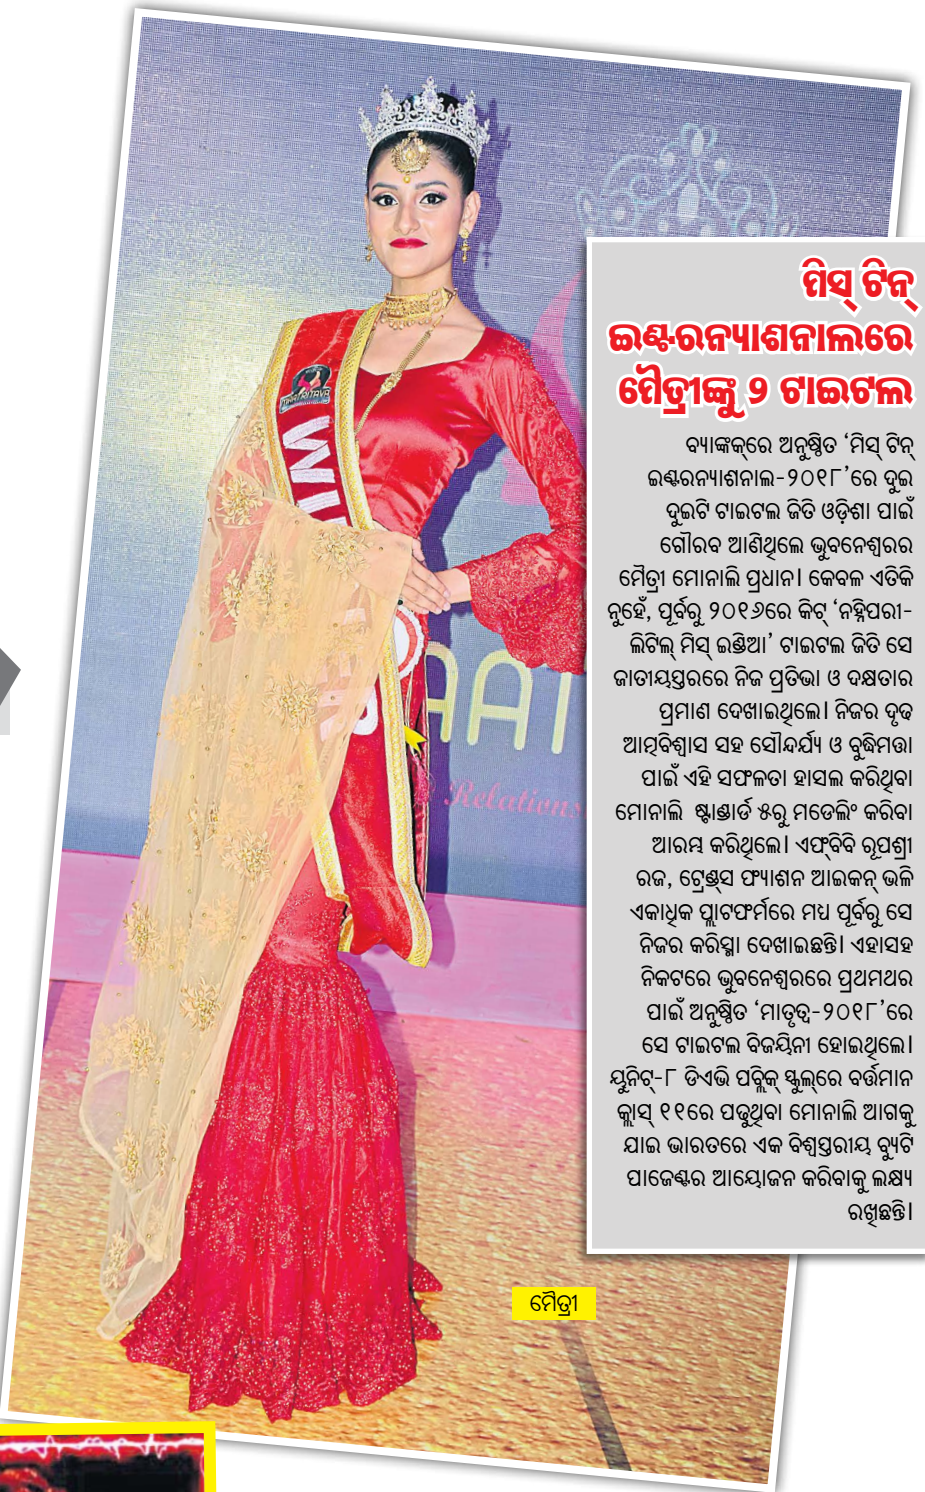 ମିସ୍ ଟିନ୍
ଇଣ୍ଟରନ୍ୟାଶନାଲରେ
ମୈତ୍ରୀଙ୍କୁ ୨ ଟାଇଟଲ
ବ୍ୟାଙ୍କକ୍‌ରେ ଅନୁଷ୍ଠିତ ‘ମିସ୍ ଟିନ୍
ଇଣ୍ଟରନ୍ୟାଶନାଲ-୨୦୧୮’ରେ ଦୁଇ
ଦୁଇଟି ଟାଇଟଲ ଜିତି ଓଡ଼ିଶା ପାଇଁ
ଗୌରବ ଆଣିଥିଲେ ଭୁବନେଶ୍ୱରର
ମୈତ୍ରୀ ମୋନାଲି ପ୍ରଧାନ। କେବଳ ଏତିକି
ନୁହେଁ, ପୂର୍ବରୁ ୨୦୧୬ରେ କିଟ୍ ‘ନହ୍ନିପରୀ-
ଲିଟିଲ୍ ମିସ୍ ଇଣ୍ଡିଆ’ ଟାଇଟଲ ଜିତି ସେ
ଜାତୀୟସ୍ତରରେ ନିଜ ପ୍ରତିଭା ଓ ଦକ୍ଷତାର
ପ୍ରମାଣ ଦେଖାଇଥିଲେ। ନିଜର ଦୃଢ
ଆତ୍ମବିଶ୍ୱାସ ସହ ସୌନ୍ଦର୍ଯ୍ୟ ଓ ବୁଦ୍ଧିମତ୍ତା
ପାଇଁ ଏହି ସଫଳତା ହାସଲ କରିଥିବା
ମୋନାଲି ଷ୍ଟାଣ୍ଡାର୍ଡ ୫ରୁ ମଡେଲିଂ କରିବା
ଆରମ୍ଭ କରିଥିଲେ। ଏଫ୍‌ବିବି ରୂପଶ୍ରୀ
ରଜ, ଟ୍ରେଣ୍ଡ୍‌ସ ଫ୍ୟାଶନ ଆଇକନ୍ ଭଳି
ଏକାଧିକ ପ୍ଲାଟଫର୍ମରେ ମଧ୍ୟ ପୂର୍ବରୁ ସେ
ନିଜର କରିସ୍ମା ଦେଖାଇଛନ୍ତି। ଏହାସହ
ନିକଟରେ ଭୁବନେଶ୍ୱରରେ ପ୍ରଥମଥର
ପାଇଁ ଅନୁଷ୍ଠିତ ‘ମାତୃତ୍ୱ-୨୦୧୮’ରେ
ସେ ଟାଇଟଲ ବିଜୟିନୀ ହୋଇଥିଲେ।
ୟୁନିଟ୍-୮ ଡିଏଭି ପବ୍ଲିକ୍ ସ୍କୁଲ୍‌ରେ ବର୍ତ୍ତମାନ
କ୍ଲାସ୍ ୧୧ରେ ପଢୁଥିବା ମୋନାଲି ଆଗକୁ
ଯାଇ ଭାରତରେ ଏକ ବିଶ୍ୱସ୍ତରୀୟ ବ୍ୟୁଟି
ପାଜେଣ୍ଟର ଆୟୋଜନ କରିବାକୁ ଲକ୍ଷ୍ୟ
ରଖିଛନ୍ତି।
MAATRITAVA
WI
AAT
Relations
ମୈତ୍ରୀ